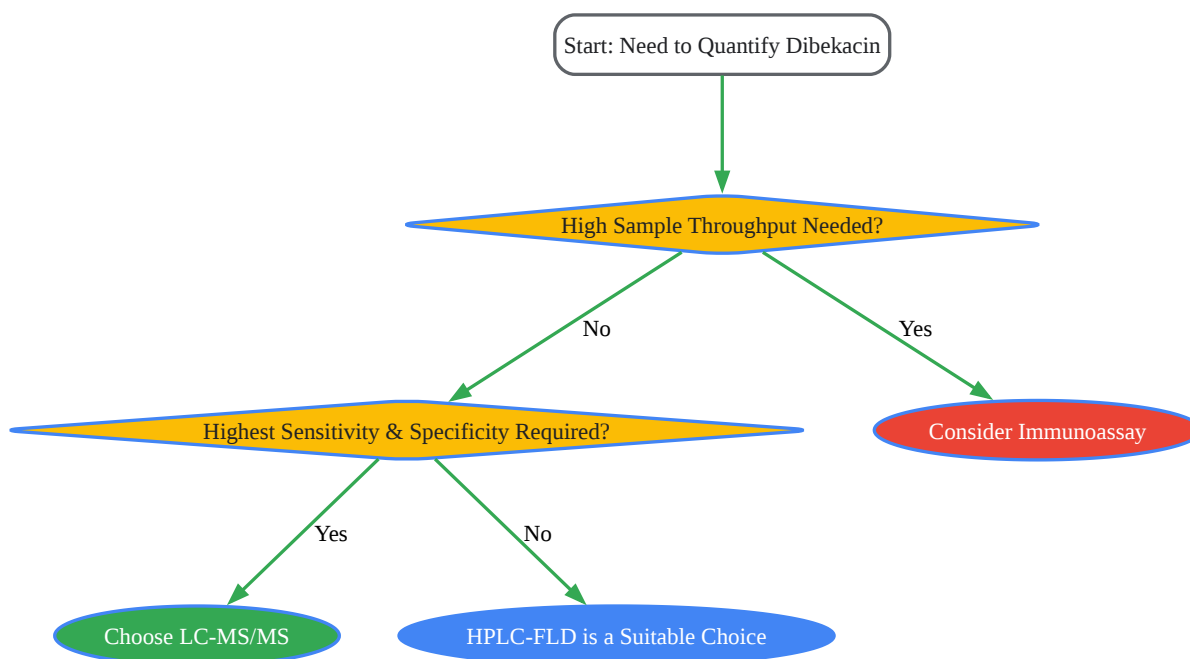 Start: Need to Quantify Dibekacin
High Sample Throughput Needed?
No
Yes
Highest Sensitivity & Specificity Required?
Consider Immunoassay
Yes
No
Choose LC-MS/MS
HPLC-FLD is a Suitable Choice